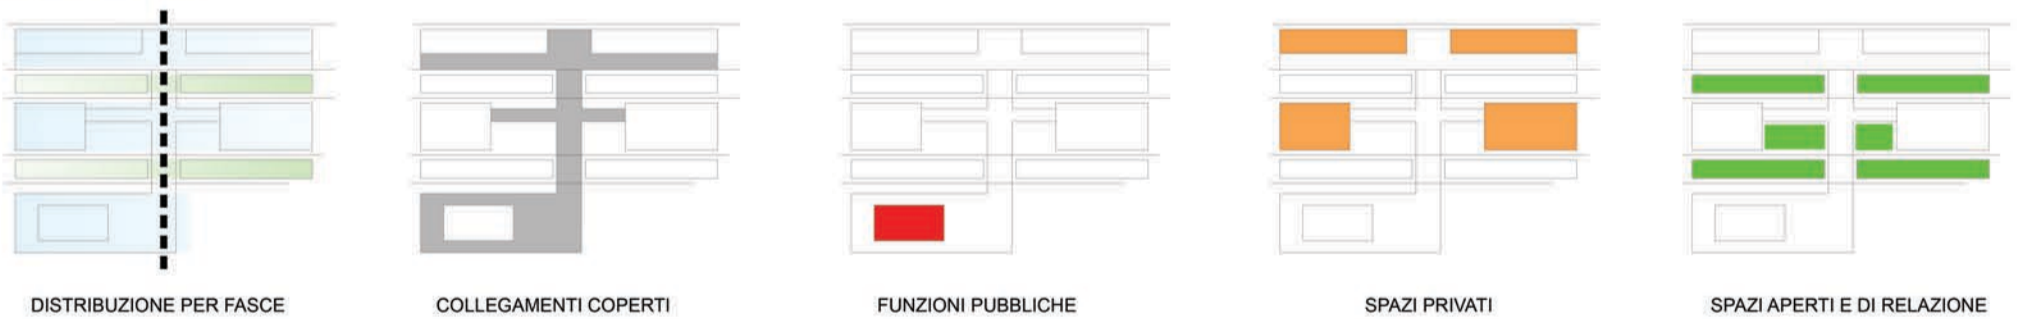 DISTRIBUZIONE PER FASCE
COLLEGAMENTI COPERTI
FUNZIONI PUBBLICHE
SPAZI PRIVATI
SPAZI APERTI E DI RELAZIONE